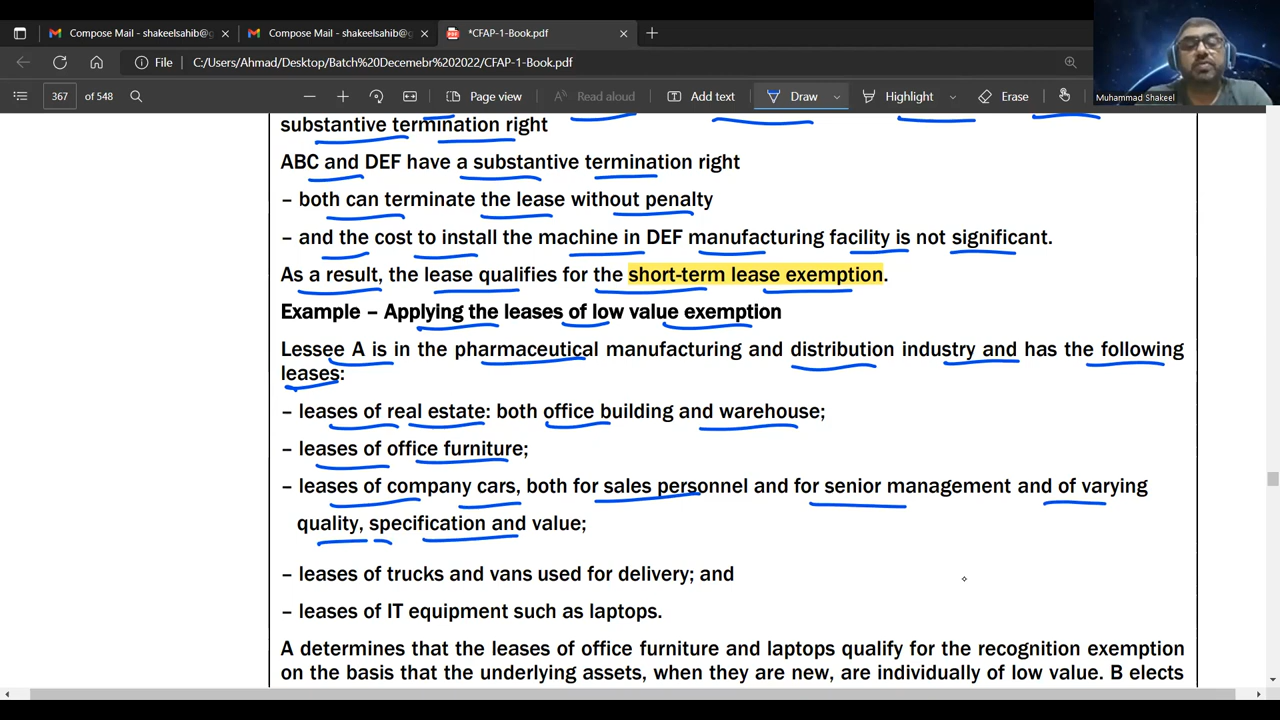 Compose Mail - shakeelsahib@g
Compose Mail - shakeelsahib@g
*CFAP-1-Book.pdf
File
C:/Users/Ahmad/Desktop/Batch%20Decemebr%202022/CFAP-1-Book.pdf
367 of 548
Page view
Read aloud
Add text
Draw
Highlight
Erase
Muhammad Shakeel
substantive termination right
ABC and DEF have a substantive termination right
– both can terminate the lease without penalty
– and the cost to install the machine in DEF manufacturing facility is not significant.
As a result, the lease qualifies for the short-term lease exemption.
Example – Applying the leases of low value exemption
Lessee A is in the pharmaceutical manufacturing and distribution industry and has the following
leases:
– leases of real estate: both office building and warehouse;
– leases of office furniture;
– leases of company cars, both for sales personnel and for senior management and of varying
quality, specification and value;
– leases of trucks and vans used for delivery; and
– leases of IT equipment such as laptops.
A determines that the leases of office furniture and laptops qualify for the recognition exemption
on the basis that the underlying assets, when they are new, are individually of low value. B elects